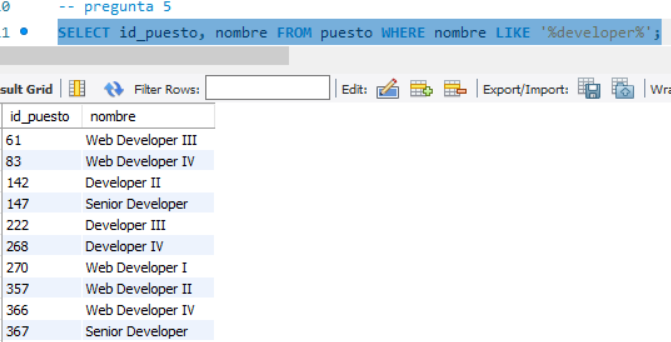 10 -- pregunta 5
11 SELECT id_puesto, nombre FROM puesto WHERE nombre LIKE '%developer%';
sult Grid Filter Rows: Edit: Export/Import: Wra
id_puesto nombre
61 Web Developer III
83 Web Developer IV
142 Developer II
147 Senior Developer
222 Developer III
268 Developer IV
270 Web Developer I
357 Web Developer II
366 Web Developer IV
367 Senior Developer